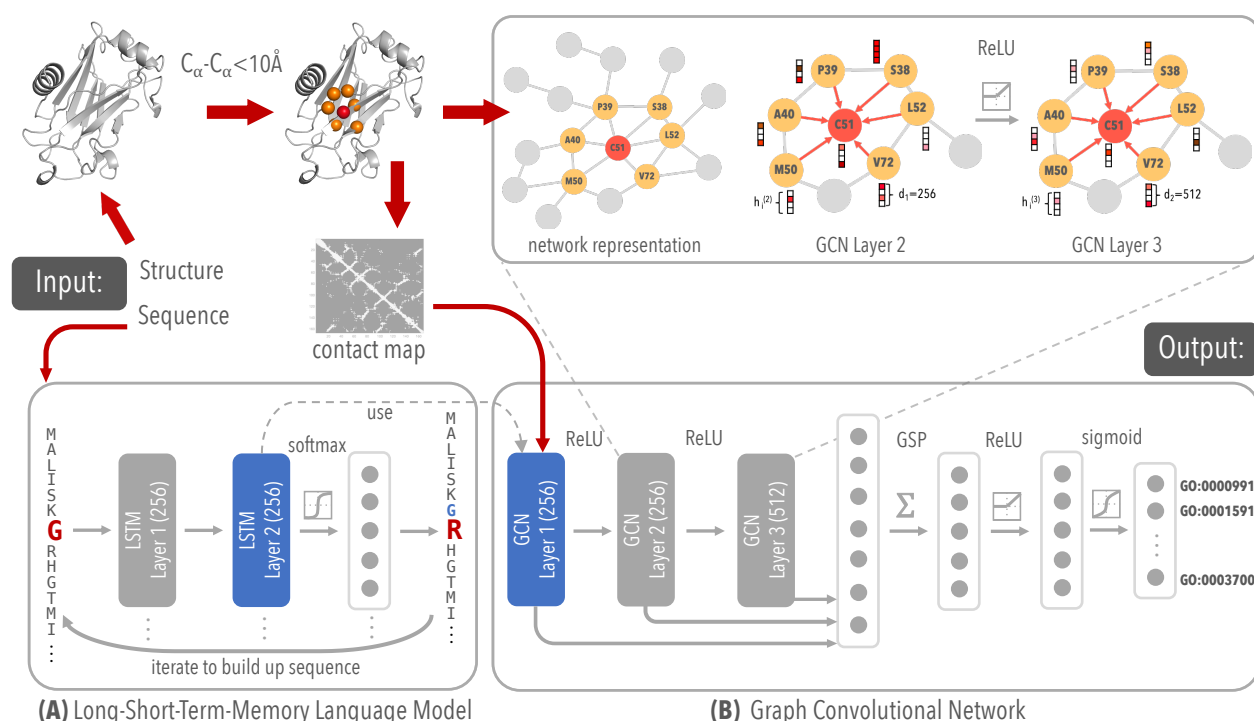 Cα-Cα<10Å
P39
S38
A40
C51
L52
M50
V72
network representation
P39
S38
A40
C51
L52
M50
V72
hᵢ⁽²⁾
d₁=256
GCN Layer 2
ReLU
P39
S38
A40
C51
L52
M50
V72
hᵢ⁽³⁾
d₂=512
GCN Layer 3
Input:
Structure
Sequence
contact map
Output:
M
A
L
I
S
K
G
R
H
G
T
M
I
...
LSTM
Layer 1 (256)
...
LSTM
Layer 2 (256)
...
use
softmax
...
M
A
L
I
S
K
G
R
H
G
T
M
I
...
iterate to build up sequence
(A) Long-Short-Term-Memory Language Model
GCN
Layer 1 (256)
ReLU
GCN
Layer 2 (256)
ReLU
GCN
Layer 3 (512)
GSP
Σ
ReLU
sigmoid
GO:0000991
GO:0001591
GO:0003700
(B) Graph Convolutional Network